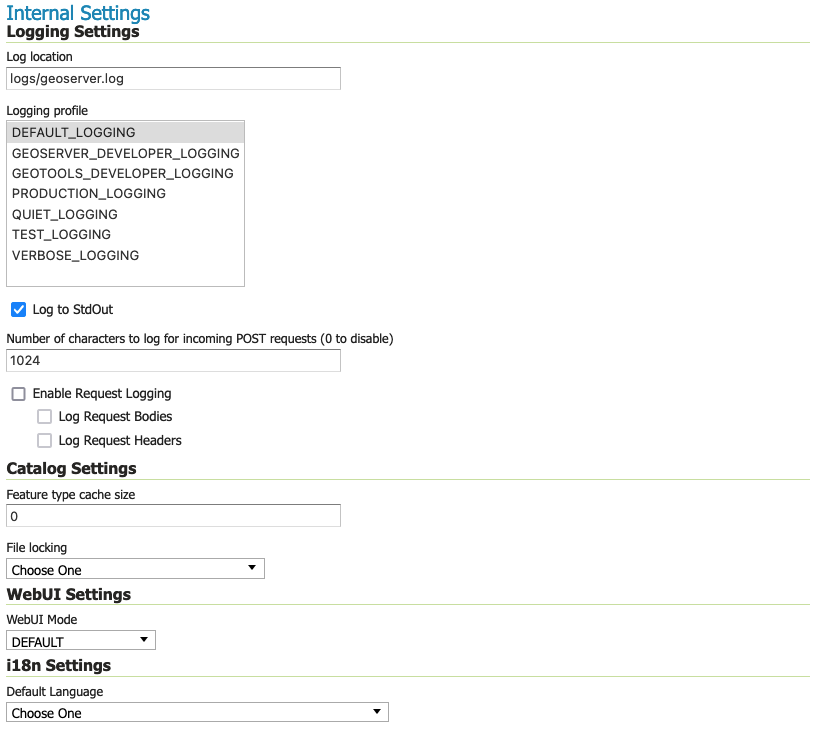 Internal Settings
Logging Settings
Log location
logs/geoserver.log
Logging profile
DEFAULT_LOGGING
GEOSERVER_DEVELOPER_LOGGING
GEOTOOLS_DEVELOPER_LOGGING
PRODUCTION_LOGGING
QUIET_LOGGING
TEST_LOGGING
VERBOSE_LOGGING
Log to StdOut
Number of characters to log for incoming POST requests (0 to disable)
1024
Enable Request Logging
Log Request Bodies
Log Request Headers
Catalog Settings
Feature type cache size
0
File locking
Choose One
WebUI Settings
WebUI Mode
DEFAULT
i18n Settings
Default Language
Choose One